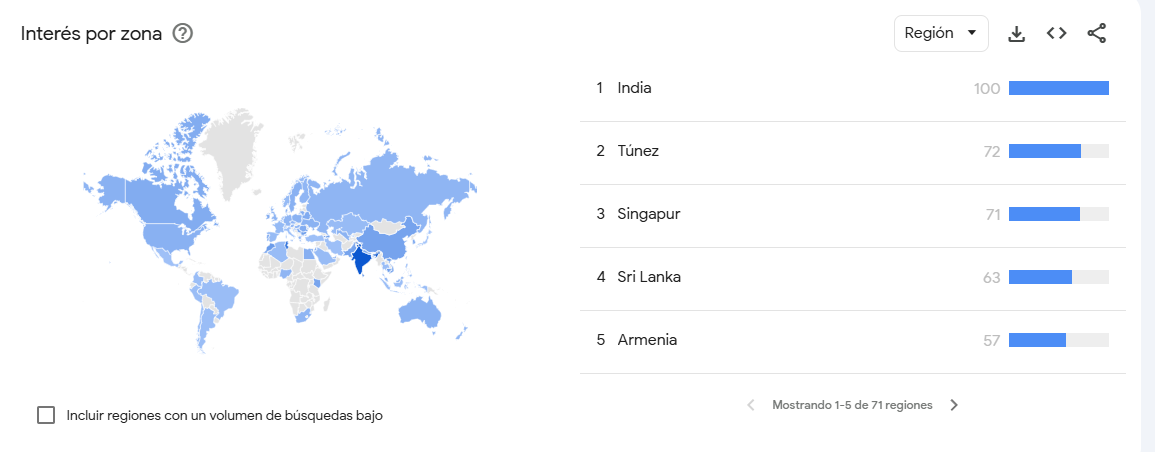 Interés por zona
Región
1 India 100
2 Túnez 72
3 Singapur 71
4 Sri Lanka 63
5 Armenia 57
Incluir regiones con un volumen de búsquedas bajo
Mostrando 1-5 de 71 regiones